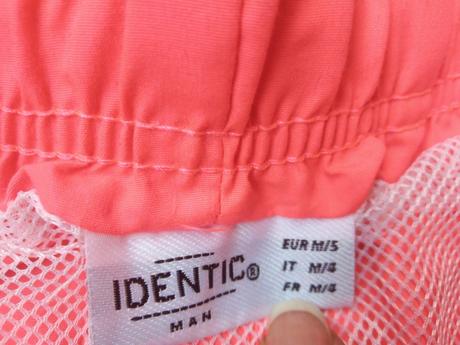 IDENTIC®
MAN
EUR M/5
IT M/4
FR M/4